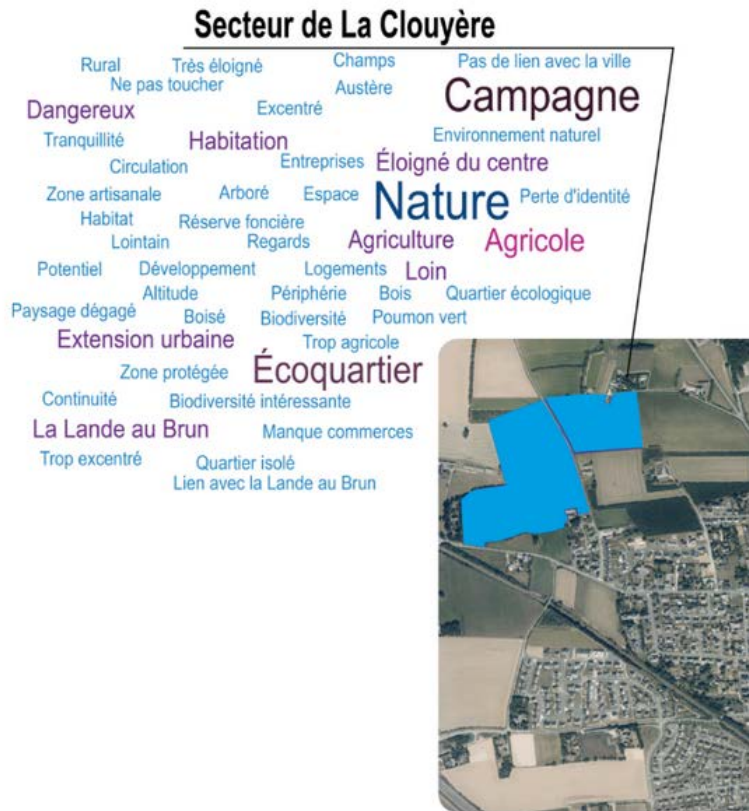 Secteur de La Clouyère
Rural Très éloigné Champs Pas de lien avec la ville
Ne pas toucher Austère
Dangereux Excentré Campagne
Tranquillité Habitation Environnement naturel
Circulation Entreprises Éloigné du centre
Zone artisanale Arboré Espace Nature Perte d'identité
Habitat Réserve foncière
Lointain Regards Agriculture Agricole
Potentiel Développement Logements Loin
Altitude Périphérie Bois Quartier écologique
Paysage dégagé Boisé Biodiversité Poumon vert
Extension urbaine Trop agricole
Zone protégée Écoquartier
Continuité Biodiversité intéressante
La Lande au Brun Manque commerces
Trop excentré Quartier isolé
Lien avec la Lande au Brun